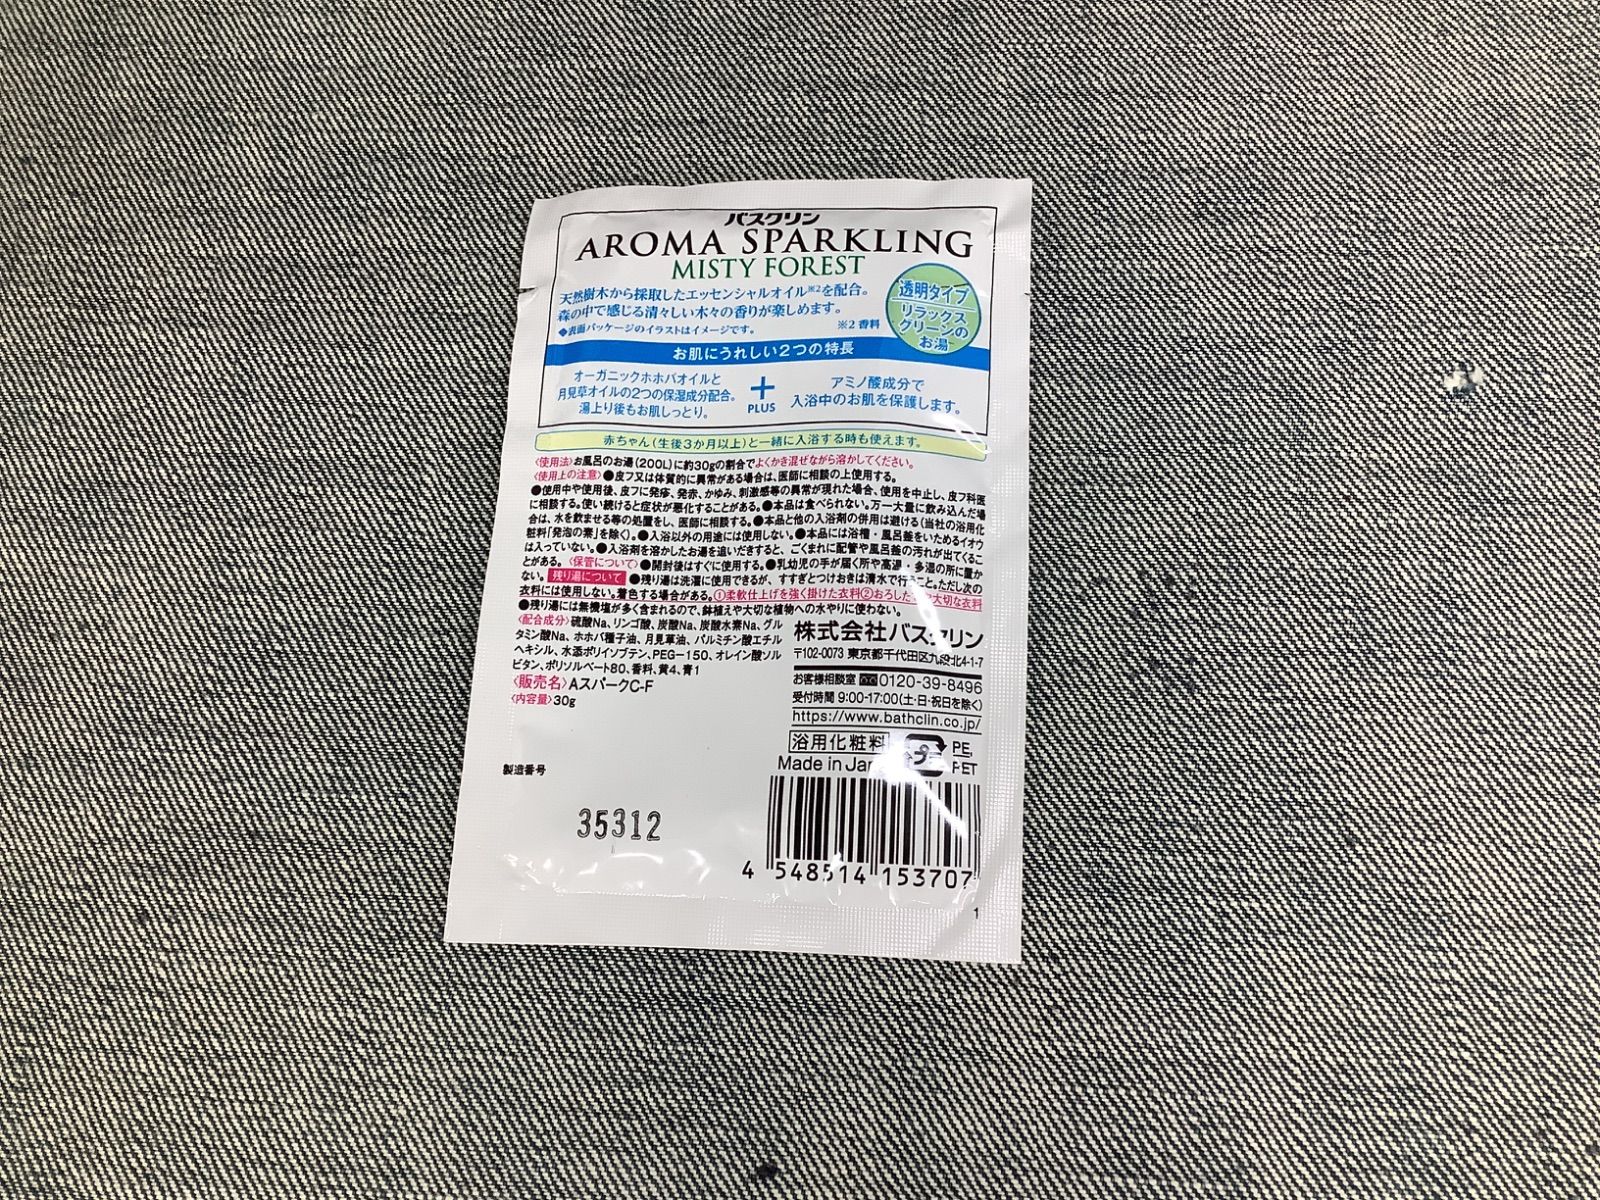 バスクリン
AROMA SPARKLING
MISTY FOREST
天然樹木から採取したエッセンシャルオイル※2を配合。
森の中で感じる清々しい木々の香りが楽しめます。
◆表面パッケージのイラストはイメージです。 ※2 香料
透明タイプ
リラックス
グリーンの
お湯
お肌にうれしい2つの特長
オーガニックホホバオイルと
月見草オイルの2つの保湿成分配合。
湯上り後もお肌しっとり。
+
PLUS
アミノ酸成分で
入浴中のお肌を保護します。
赤ちゃん(生後3か月以上)と一緒に入浴する時も使えます。
〈使用法〉お風呂のお湯(200L)に約30gの割合でよくかき混ぜながら溶かしてください。
〈使用上の注意〉●皮フ又は体質的に異常がある場合は、医師に相談の上使用する。
●使用中や使用後、皮フに発疹、発赤、かゆみ、刺激感等の異常が現れた場合、使用を中止し、皮フ科医
に相談する。使い続けると症状が悪化することがある。●本品は食べられない。万一大量に飲み込んだ場
合は、水を飲ませる等の処置をし、医師に相談する。●本品と他の入浴剤の併用は避ける(当社の浴用化
粧料「発泡の素」を除く)。●入浴以外の用途には使用しない。●本品には浴槽・風呂釜をいためるイオウ
は入っていない。●入浴剤を溶かしたお湯を追いだきすると、ごくまれに配管や風呂釜の汚れが出てくるこ
とがある。〈保管について〉●開封後はすぐに使用する。●乳幼児の手が届く所や高温・多湿の所に置か
ない。残り湯について ●残り湯は洗濯に使用できるが、すすぎとつけおきは清水で行うこと。ただし次の
衣料には使用しない。着色する場合がある。①柔軟仕上げを強く掛けた衣料②おろしたてや大切な衣料
●残り湯には無機塩が多く含まれるので、鉢植えや大切な植物への水やりに使わない。
〈配合成分〉硫酸Na、リンゴ酸、炭酸Na、炭酸水素Na、グル
タミン酸Na、ホホバ種子油、月見草油、パルミチン酸エチル
ヘキシル、水添ポリイソブテン、PEG-150、オレイン酸ソル
ビタン、ポリソルベート80、香料、黄4、青1
〈販売名〉AスパークC-F
〈内容量〉30g
株式会社バスクリン
〒102-0073 東京都千代田区九段北4-1-7
お客様相談室 0120-39-8496
受付時間 9:00-17:00(土・日・祝日を除く)
https://www.bathclin.co.jp/
浴用化粧料
プラ
PE,
PET
Made in Japan
製造番号
35312
4 548514 153707
1